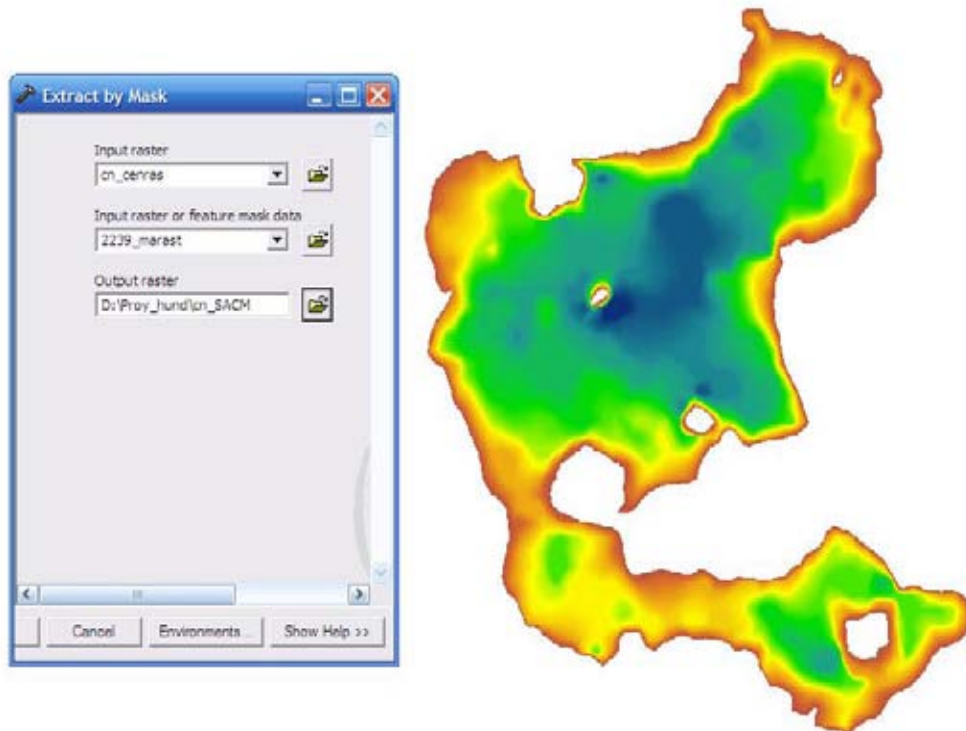 Extract by Mask
Input raster
cn_cenras
Input raster or feature mask data
2239_marast
Output raster
D:\Proy_hund\cn_SACM
Cancel
Environments...
Show Help >>